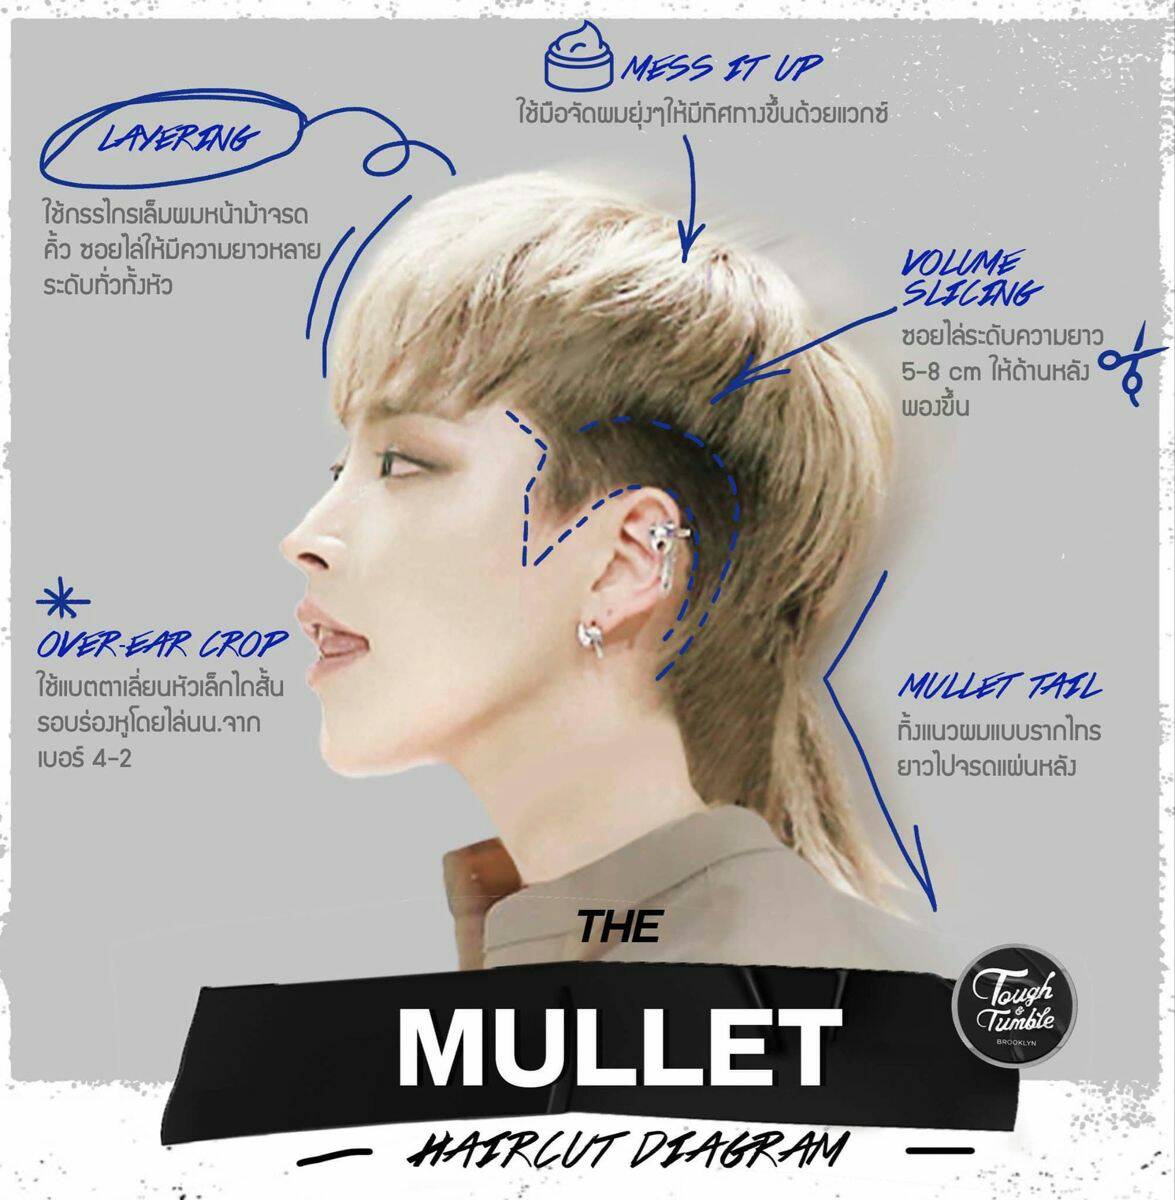 MESS IT UP
ใช้มือจัดผมยุ่งๆให้มีทิศทางขึ้นด้วยแวกซ์
LAYERING
ใช้กรรไกรเล็มผมหน้าม้าจรด
คิ้ว ซอยไล่ให้มีความยาวหลาย
ระดับทั่วทั้งหัว
VOLUME
SLICING
ซอยไล่ระดับความยาว
5-8 cm ให้ด้านหลัง
พองขึ้น
OVER-EAR CROP
ใช้แบตตาเลี่ยนหัวเล็กไถสั้น
รอบร่องหูโดยไล่นน.จาก
เบอร์ 4-2
MULLET TAIL
ทิ้งแนวผมแบบรากไทร
ยาวไปจรดแผ่นหลัง
THE
MULLET
HAIRCUT DIAGRAM
Tough
&
Tumble
BROOKLYN